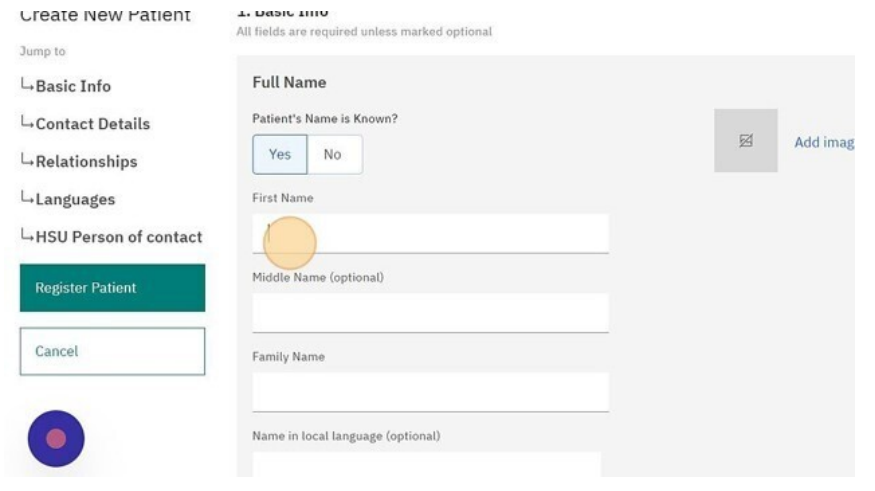 Create New Patient
Jump to
↳Basic Info
↳Contact Details
↳Relationships
↳Languages
↳HSU Person of contact
Register Patient
Cancel
1. Basic Info
All fields are required unless marked optional
Full Name
Patient's Name is Known?
Yes No
Add imag
First Name
Middle Name (optional)
Family Name
Name in local language (optional)